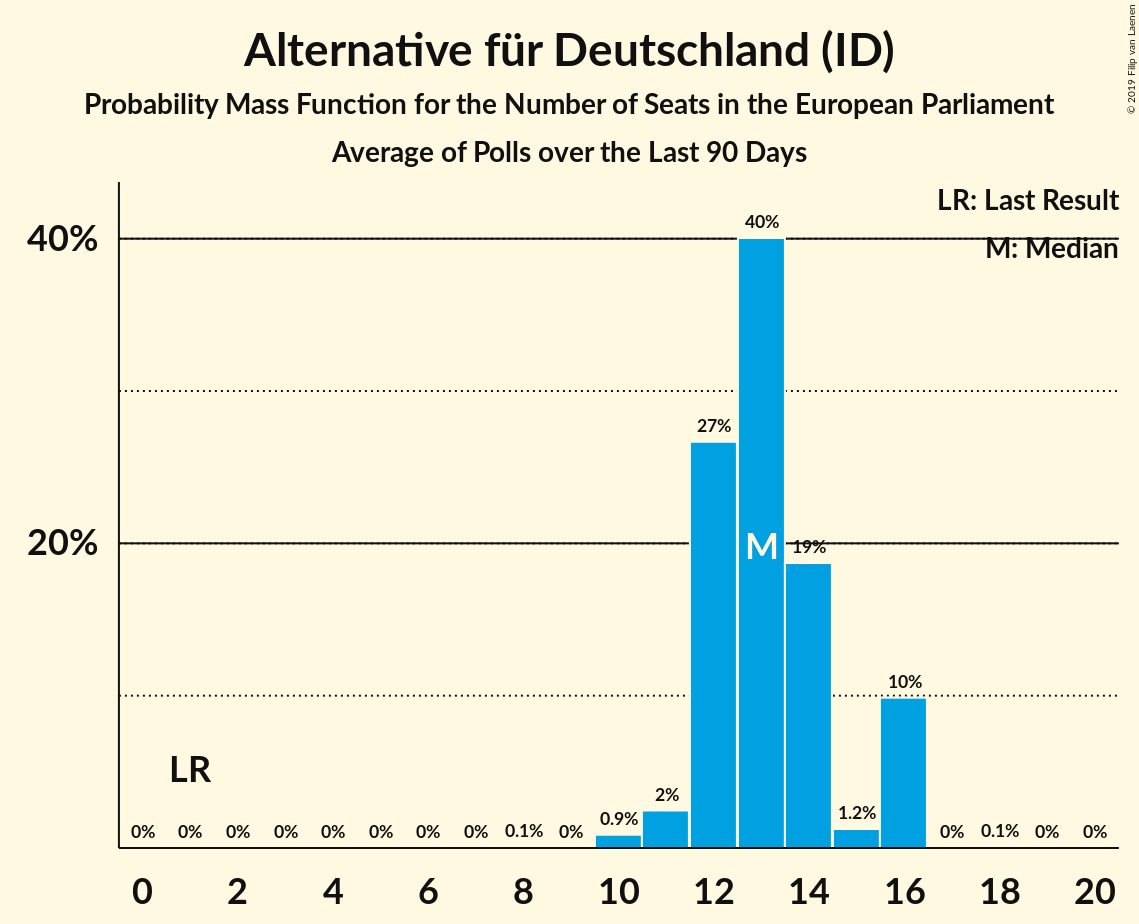 Alternative für Deutschland (ID)
Probability Mass Function for the Number of Seats in the European Parliament
Average of Polls over the Last 90 Days
© 2019 Filip van Laenen
LR: Last Result
M: Median
40%
20%
40%
27%
M
19%
10%
LR
0% 0% 0% 0% 0% 0% 0% 0% 0.1% 0% 0.9% 2% 1.2% 0% 0.1% 0% 0%
0 2 4 6 8 10 12 14 16 18 20